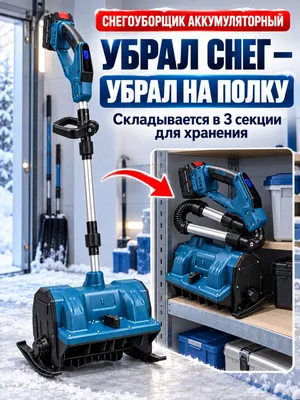 СНЕГОУБОРЩИК АККУМУЛЯТОРНЫЙ
УБРАЛ СНЕГ–
УБРАЛ НА ПОЛКУ
Складывается в 3 секции
для хранения